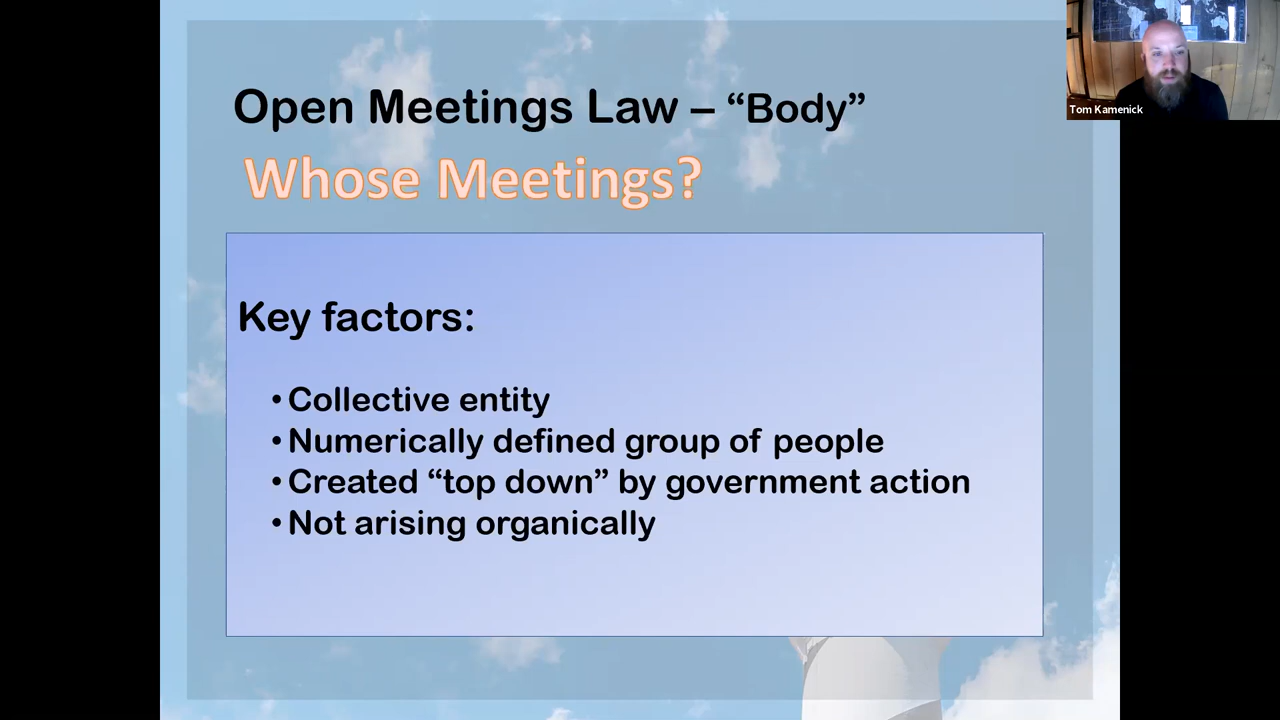 Open Meetings Law – “Body”
Whose Meetings?
Key factors:
• Collective entity
• Numerically defined group of people
• Created “top down” by government action
• Not arising organically
Tom Kamenick